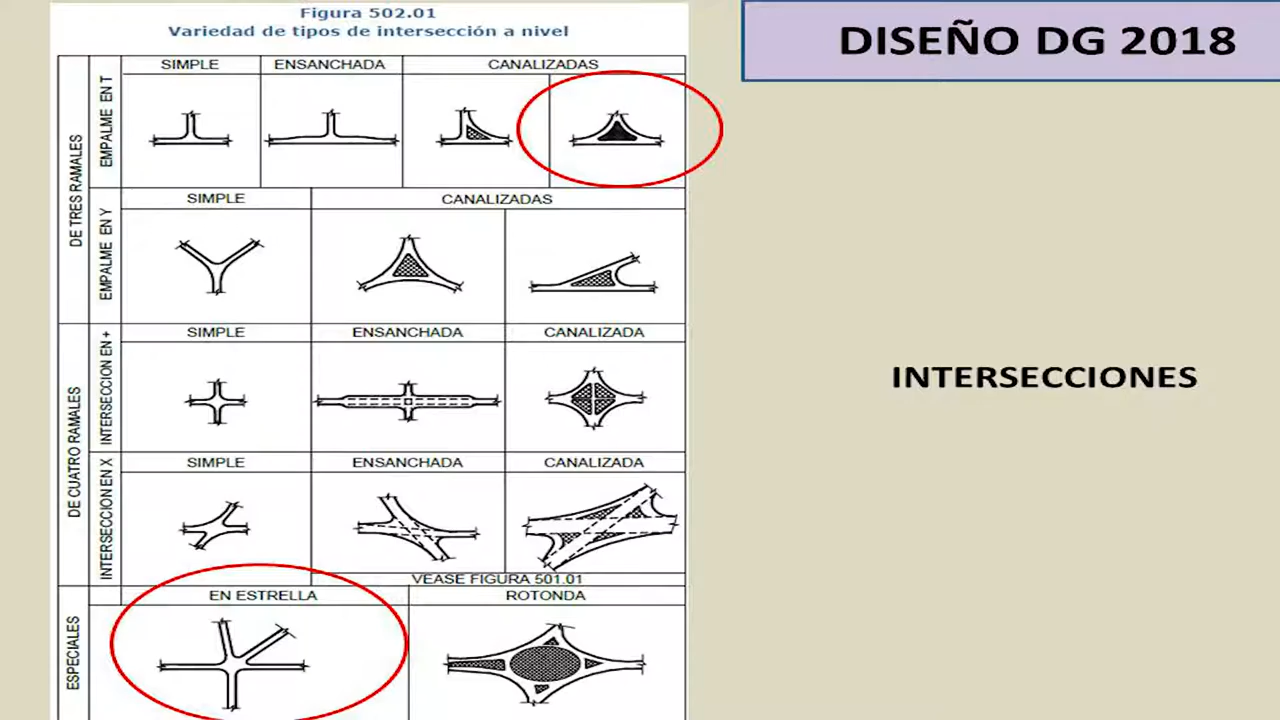 Figura 502.01
Variedad de tipos de intersección a nivel
DISEÑO DG 2018
SIMPLE
ENSANCHADA
CANALIZADAS
DE TRES RAMALES
EMPALME EN T
SIMPLE
CANALIZADAS
EMPALME EN Y
SIMPLE
ENSANCHADA
CANALIZADA
DE CUATRO RAMALES
INTERSECCION EN +
INTERSECCIONES
SIMPLE
ENSANCHADA
CANALIZADA
INTERSECCION EN X
VEASE FIGURA 501.01
EN ESTRELLA
ROTONDA
ESPECIALES